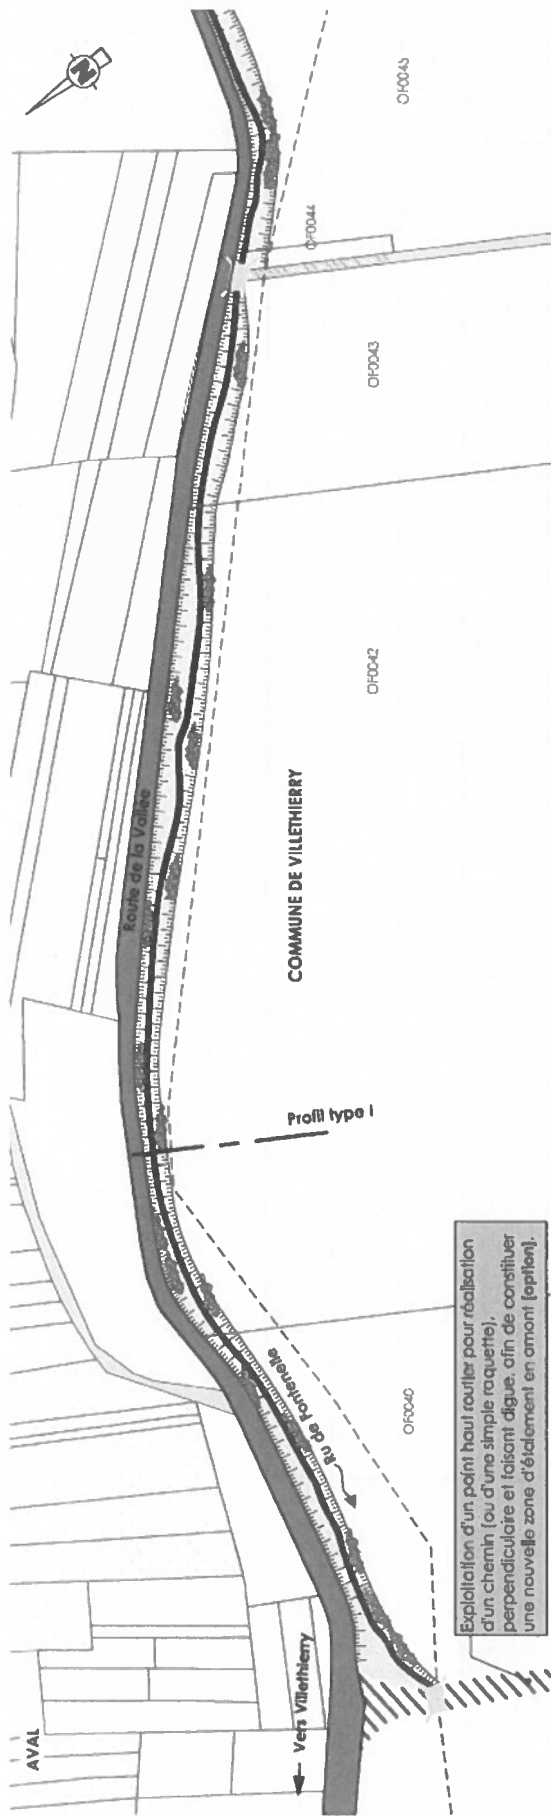 N
OF0045
OF0044
OF0043
OF0042
Route de la Vallée
COMMUNE DE VILLETHIERRY
Profil type I
Ru de Fontenelle
OF0040
Exploitation d'un point haut routier pour réalisation
d'un chemin (ou d'une simple raquette),
perpendiculaire et faisant digue, afin de constituer
une nouvelle zone d'étalement en amont (option).
AVAL
Vers Villethierry